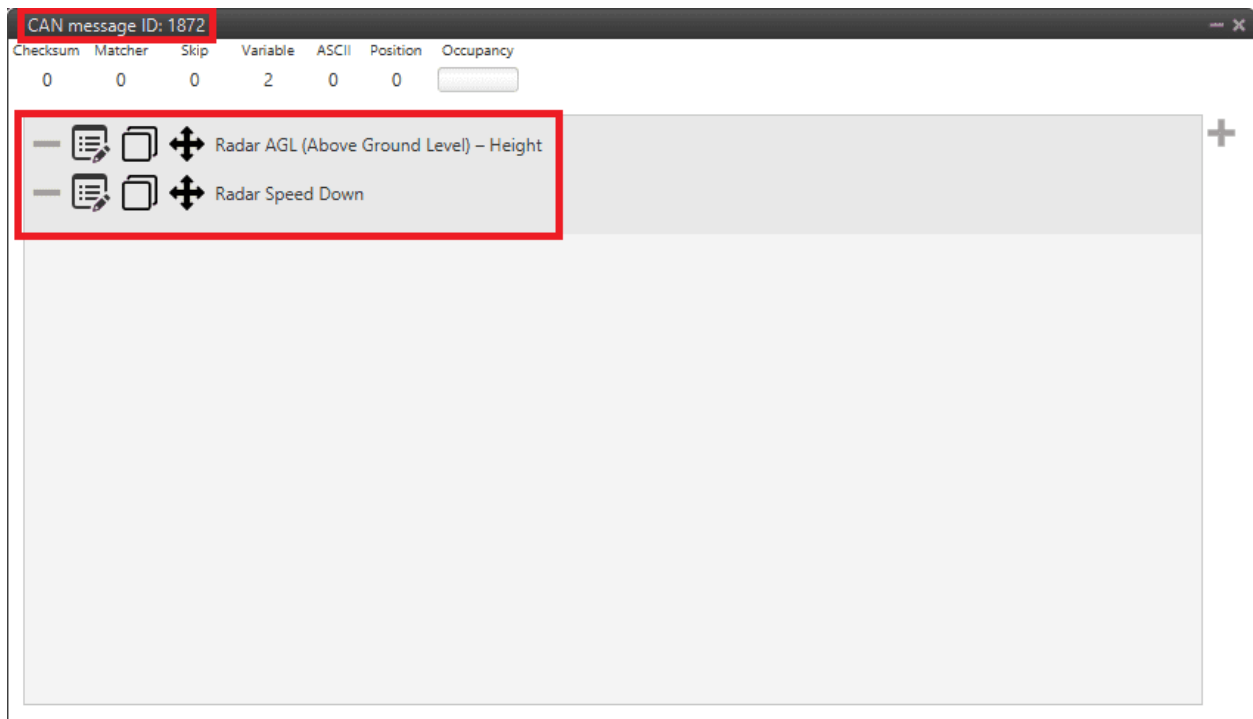 CAN message ID: 1872
Checksum Matcher Skip Variable ASCII Position Occupancy
0 0 0 2 0 0
Radar AGL (Above Ground Level) – Height
Radar Speed Down